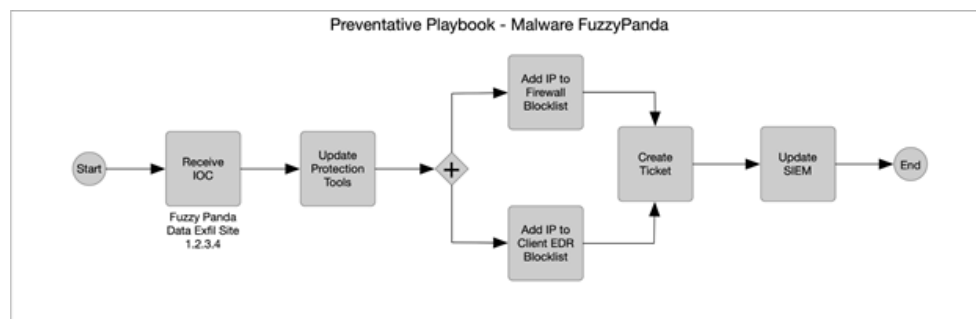 Preventative Playbook - Malware FuzzyPanda
Start
Receive
IOC
Fuzzy Panda
Data Exfil Site
1.2.3.4
Update
Protection
Tools
+
Add IP to
Firewall
Blocklist
Add IP to
Client EDR
Blocklist
Create
Ticket
Update
SIEM
End